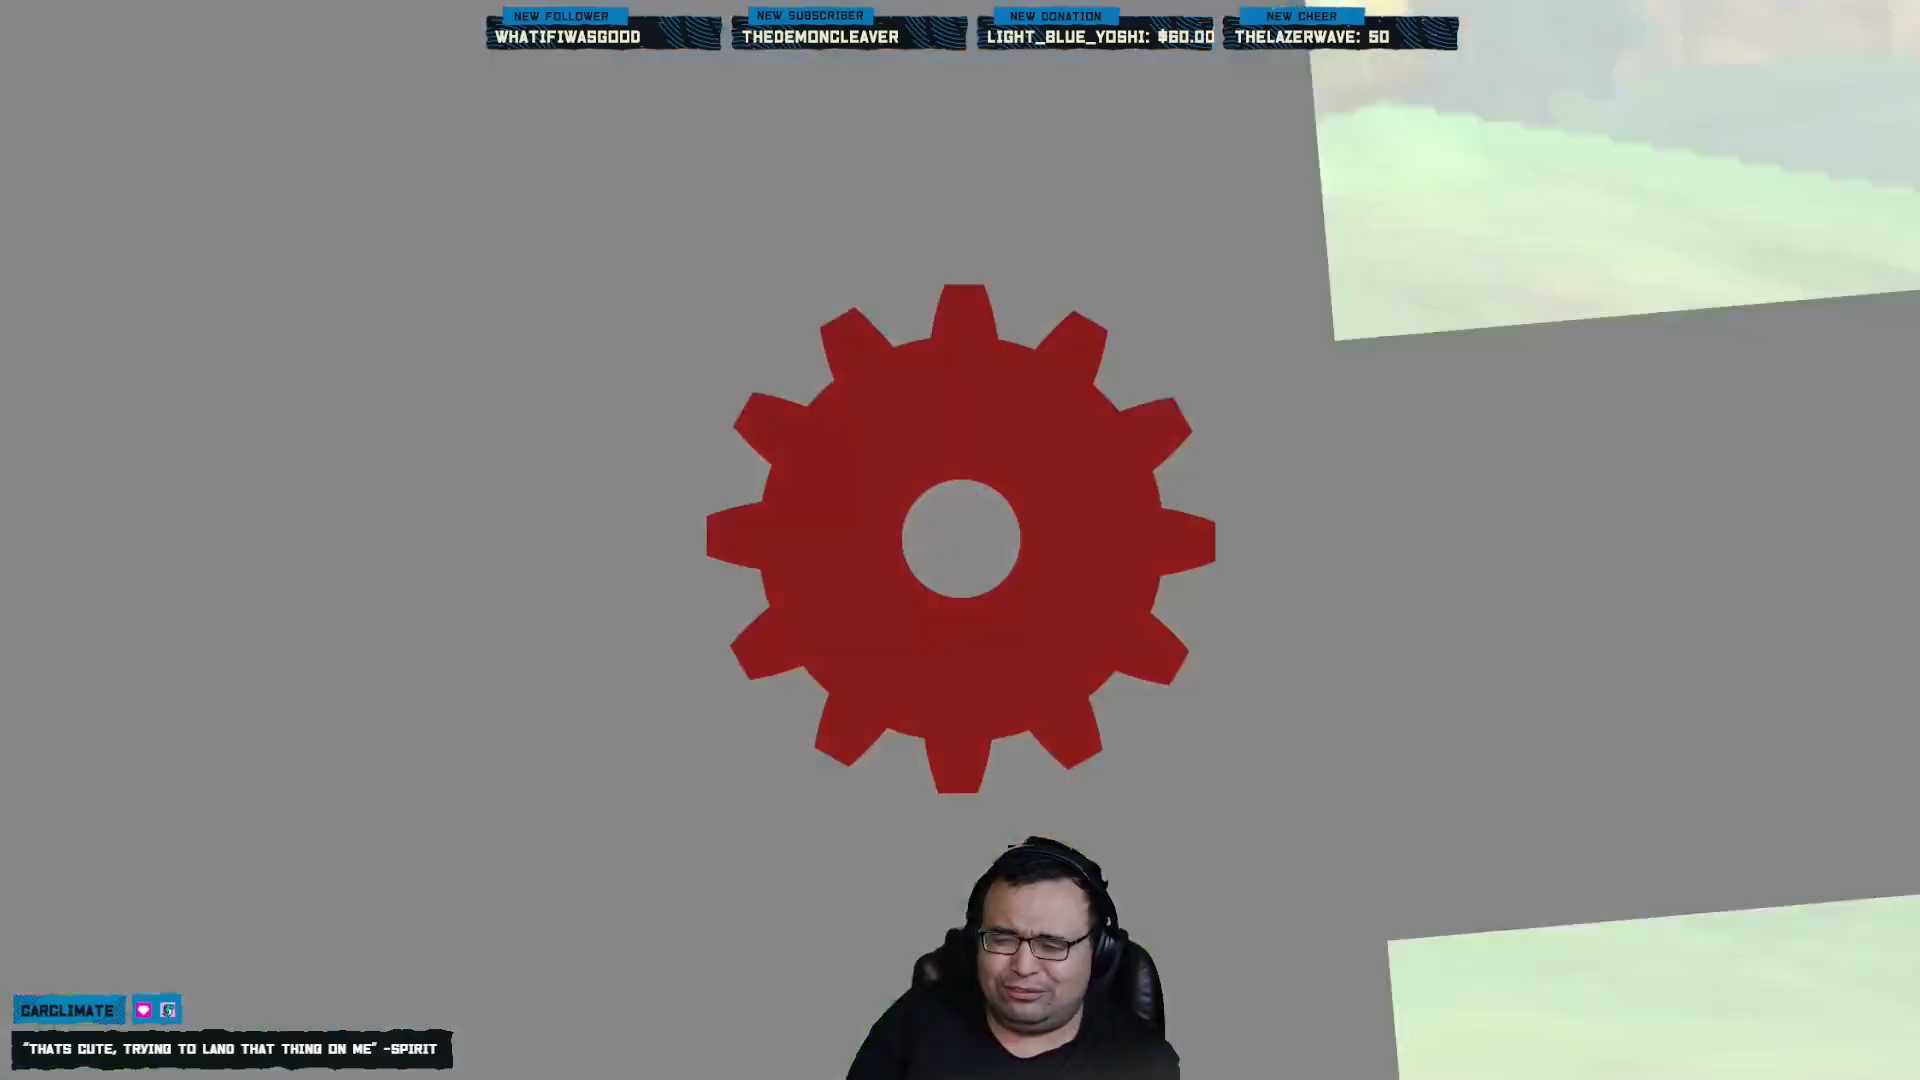 NEW FOLLOWER
WHATIFIWASGOOD
NEW SUBSCRIBER
THEDEMONCLEAVER
NEW DONATION
LIGHT_BLUE_YOSHI: $60.00
NEW CHEER
THELAZERWAVE: 50
CARCLIMATE
"THATS CUTE, TRYING TO LAND THAT THING ON ME" -SPIRIT